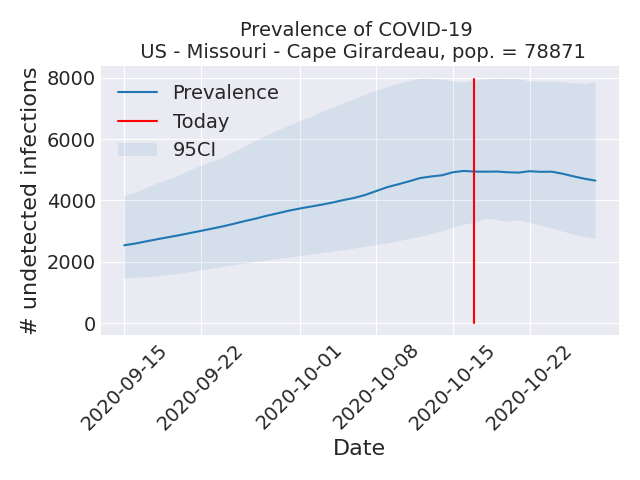 Prevalence of COVID-19
US - Missouri - Cape Girardeau, pop. = 78871
# undetected infections
8000
6000
4000
2000
0
Prevalence
Today
95CI
2020-09-15
2020-09-22
2020-10-01
2020-10-08
2020-10-15
2020-10-22
Date